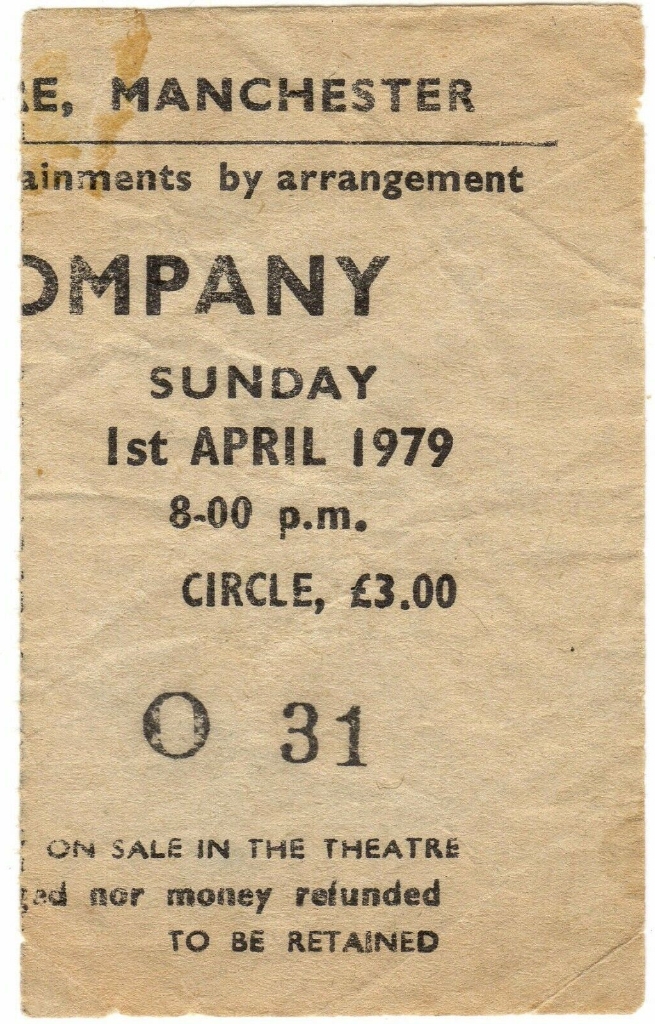 RE, MANCHESTER
ainments by arrangement
OMPANY
SUNDAY
1st APRIL 1979
8-00 p.m.
CIRCLE, £3.00
O 31
ON SALE IN THE THEATRE
ged nor money refunded
TO BE RETAINED